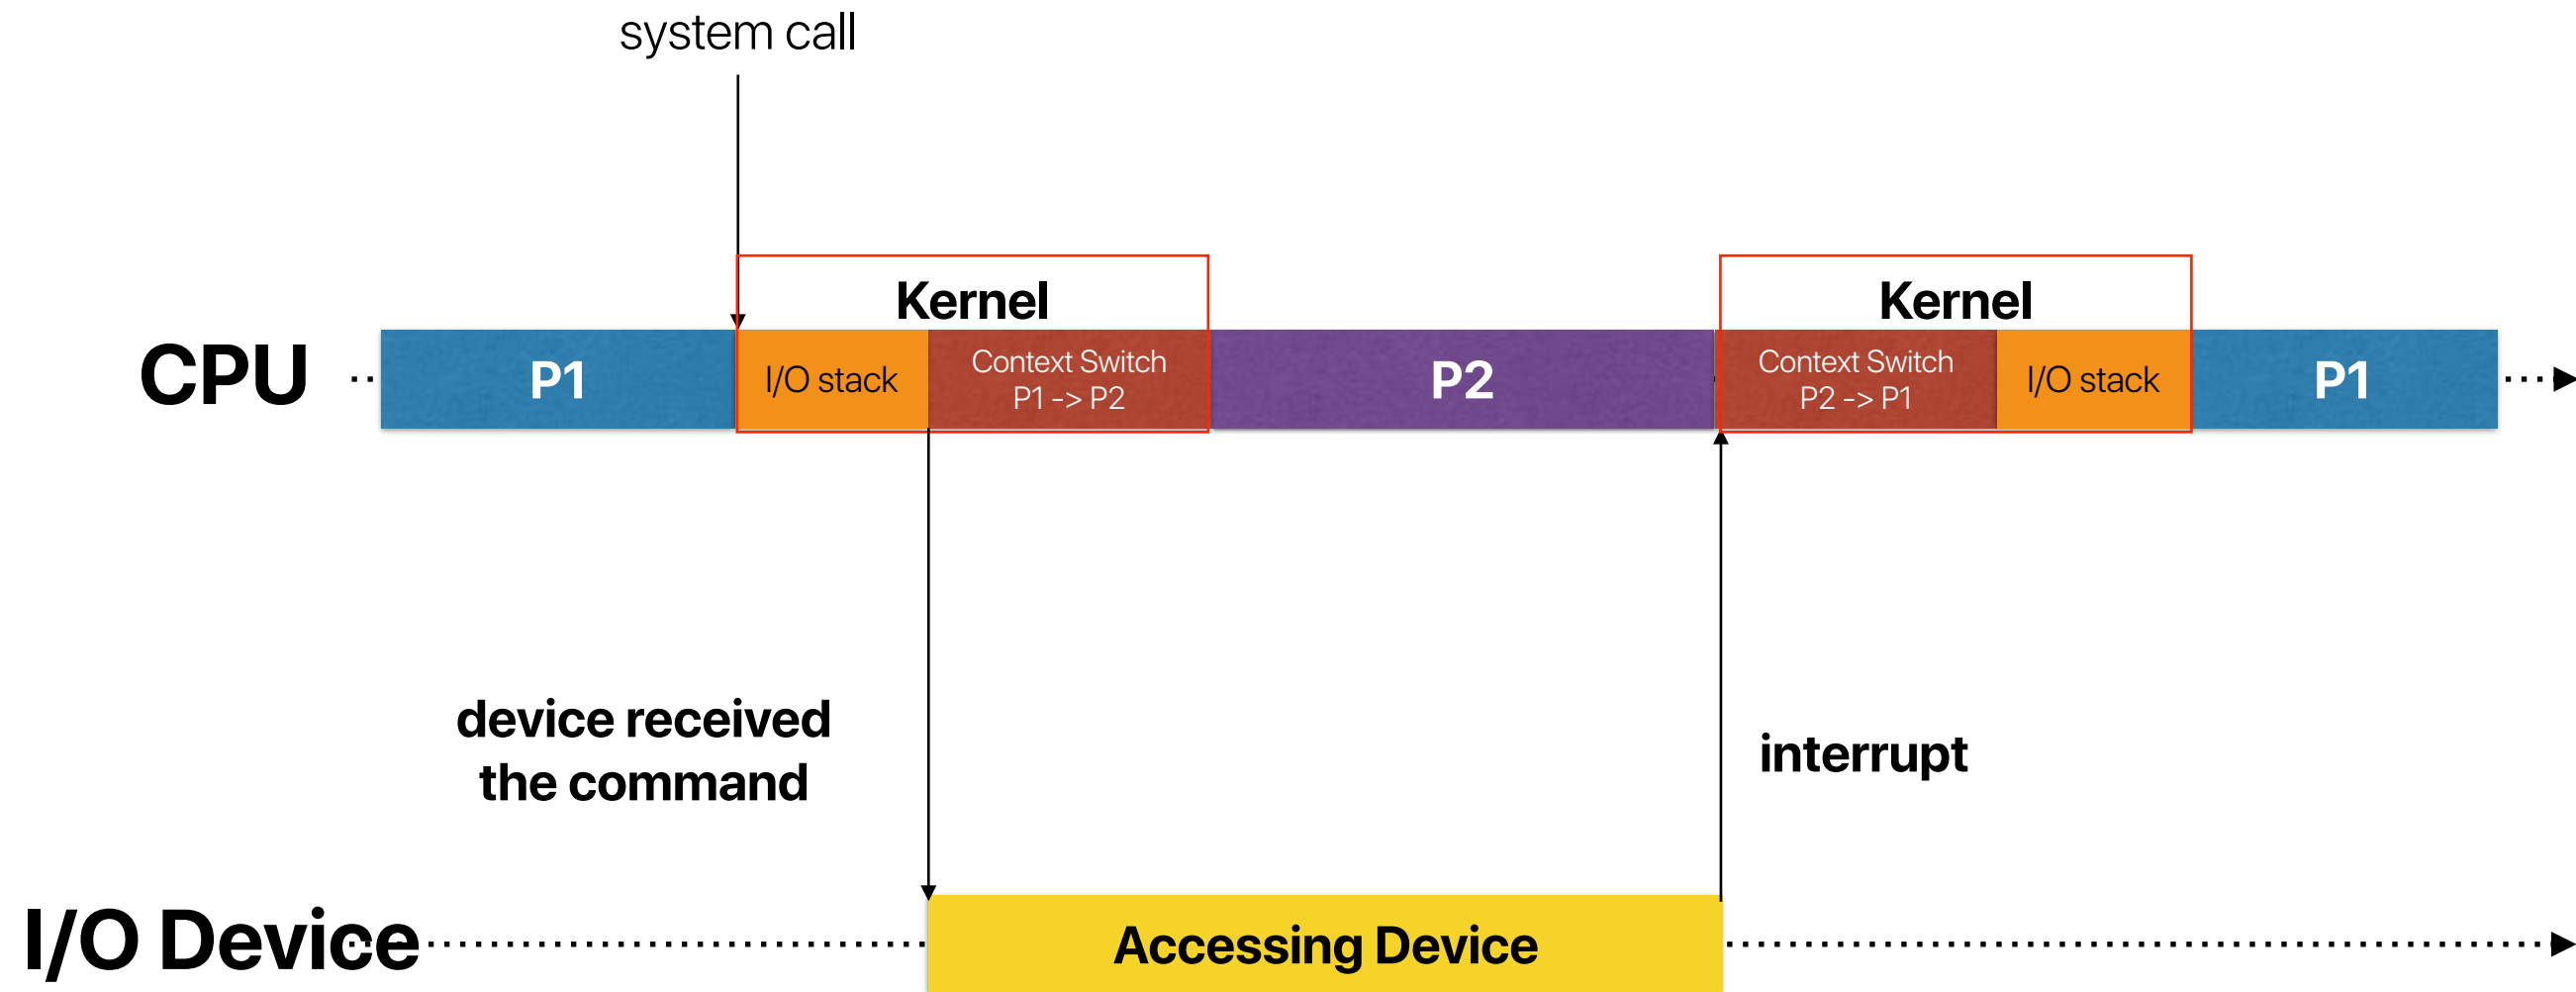 system call
Kernel
Kernel
CPU
P1
I/O stack
Context Switch
P1 -> P2
P2
Context Switch
P2 -> P1
I/O stack
P1
device received
the command
interrupt
I/O Device
Accessing Device